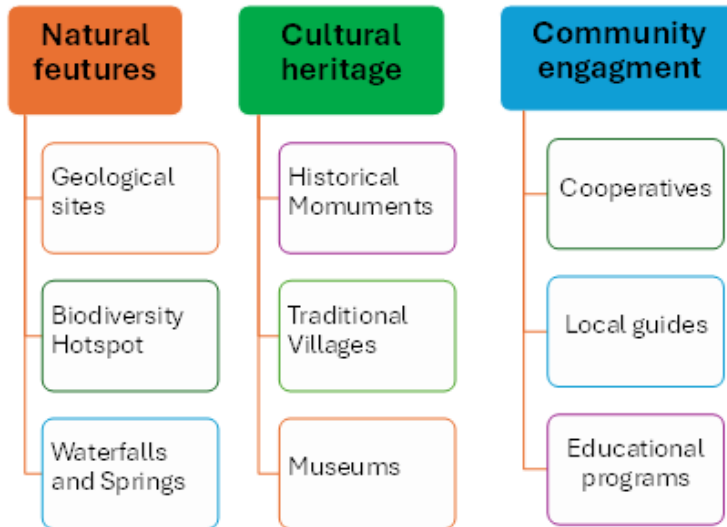 Natural
feutures
Geological
sites
Biodiversity
Hotspot
Waterfalls
and Springs
Cultural
heritage
Historical
Momuments
Traditional
Villages
Museums
Community
engagment
Cooperatives
Local guides
Educational
programs